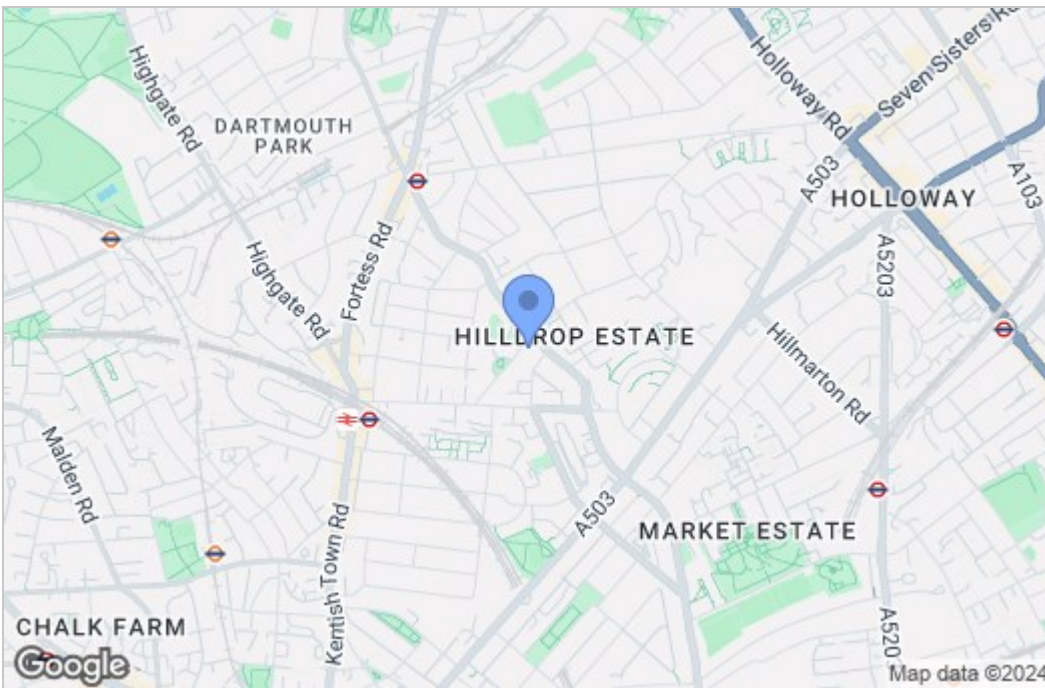 Highgate Rd
Holloway Rd
Seven Sisters Rd
DARTMOUTH
PARK
A503
A103
HOLLOWAY
Fortess Rd
Highgate Rd
A5203
HILLDROP ESTATE
Hillmarton Rd
Malden Rd
A503
MARKET ESTATE
Kentish Town Rd
CHALK FARM
A520
Google
Map data ©2024